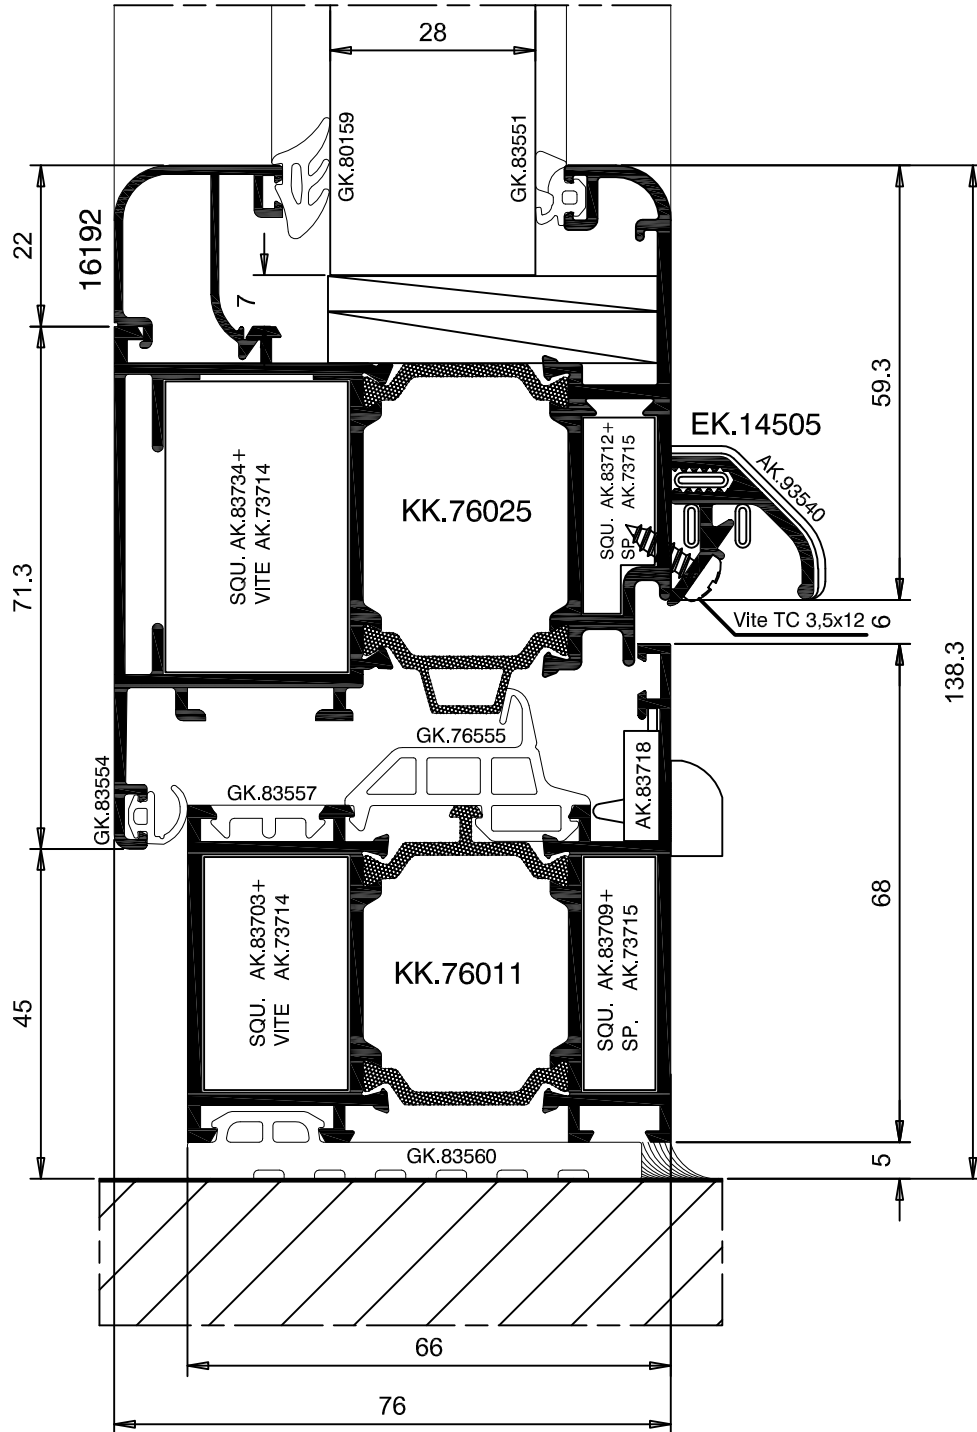 28
GK.80159
GK.83551
22
16192
7
59.3
EK.14505
AK.93540
SQU. AK.83734+
VITE AK.73714
KK.76025
SQU. AK.83712+
SP. AK.73715
71.3
Vite TC 3,5x12
6
138.3
GK.76555
GK.83554
GK.83557
AK.83718
68
SQU. AK.83703+
VITE AK.73714
KK.76011
SQU. AK.83709+
SP. AK.73715
45
GK.83560
5
66
76